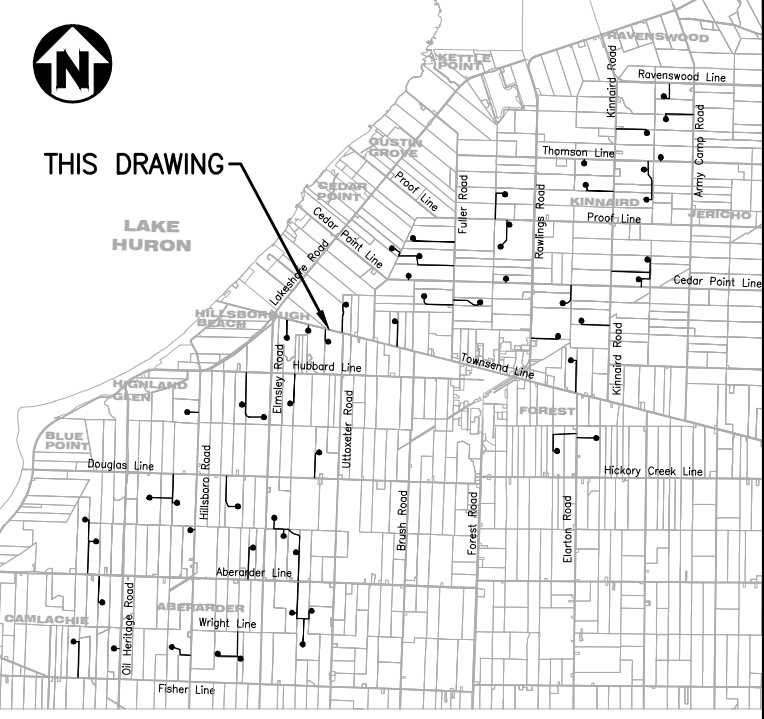 N
RAVENSWOOD
KETTLE
POINT
Ravenswood Line
Kinnaird Road
Army Camp Road
THIS DRAWING
GUSTIN
GROVE
Thomson Line
CEDAR
POINT
Proof Line
Fuller Road
Rawlings Road
KINNAIRD
Proof Line
JERICHO
LAKE
HURON
Cedar Point Line
Lakeshore Road
Cedar Point Line
HILLSBOROUGH
BEACH
Elmsley Road
Hubbard Line
Townsend Line
Kinnaird Road
HIGHLAND
GLEN
Uttoxeter Road
FOREST
BLUE
POINT
Douglas Line
Hillsboro Road
Hickory Creek Line
Brush Road
Forest Road
Elarton Road
Aberarder Line
Oil Heritage Road
ABERARDER
CAMLACHIE
Wright Line
Fisher Line